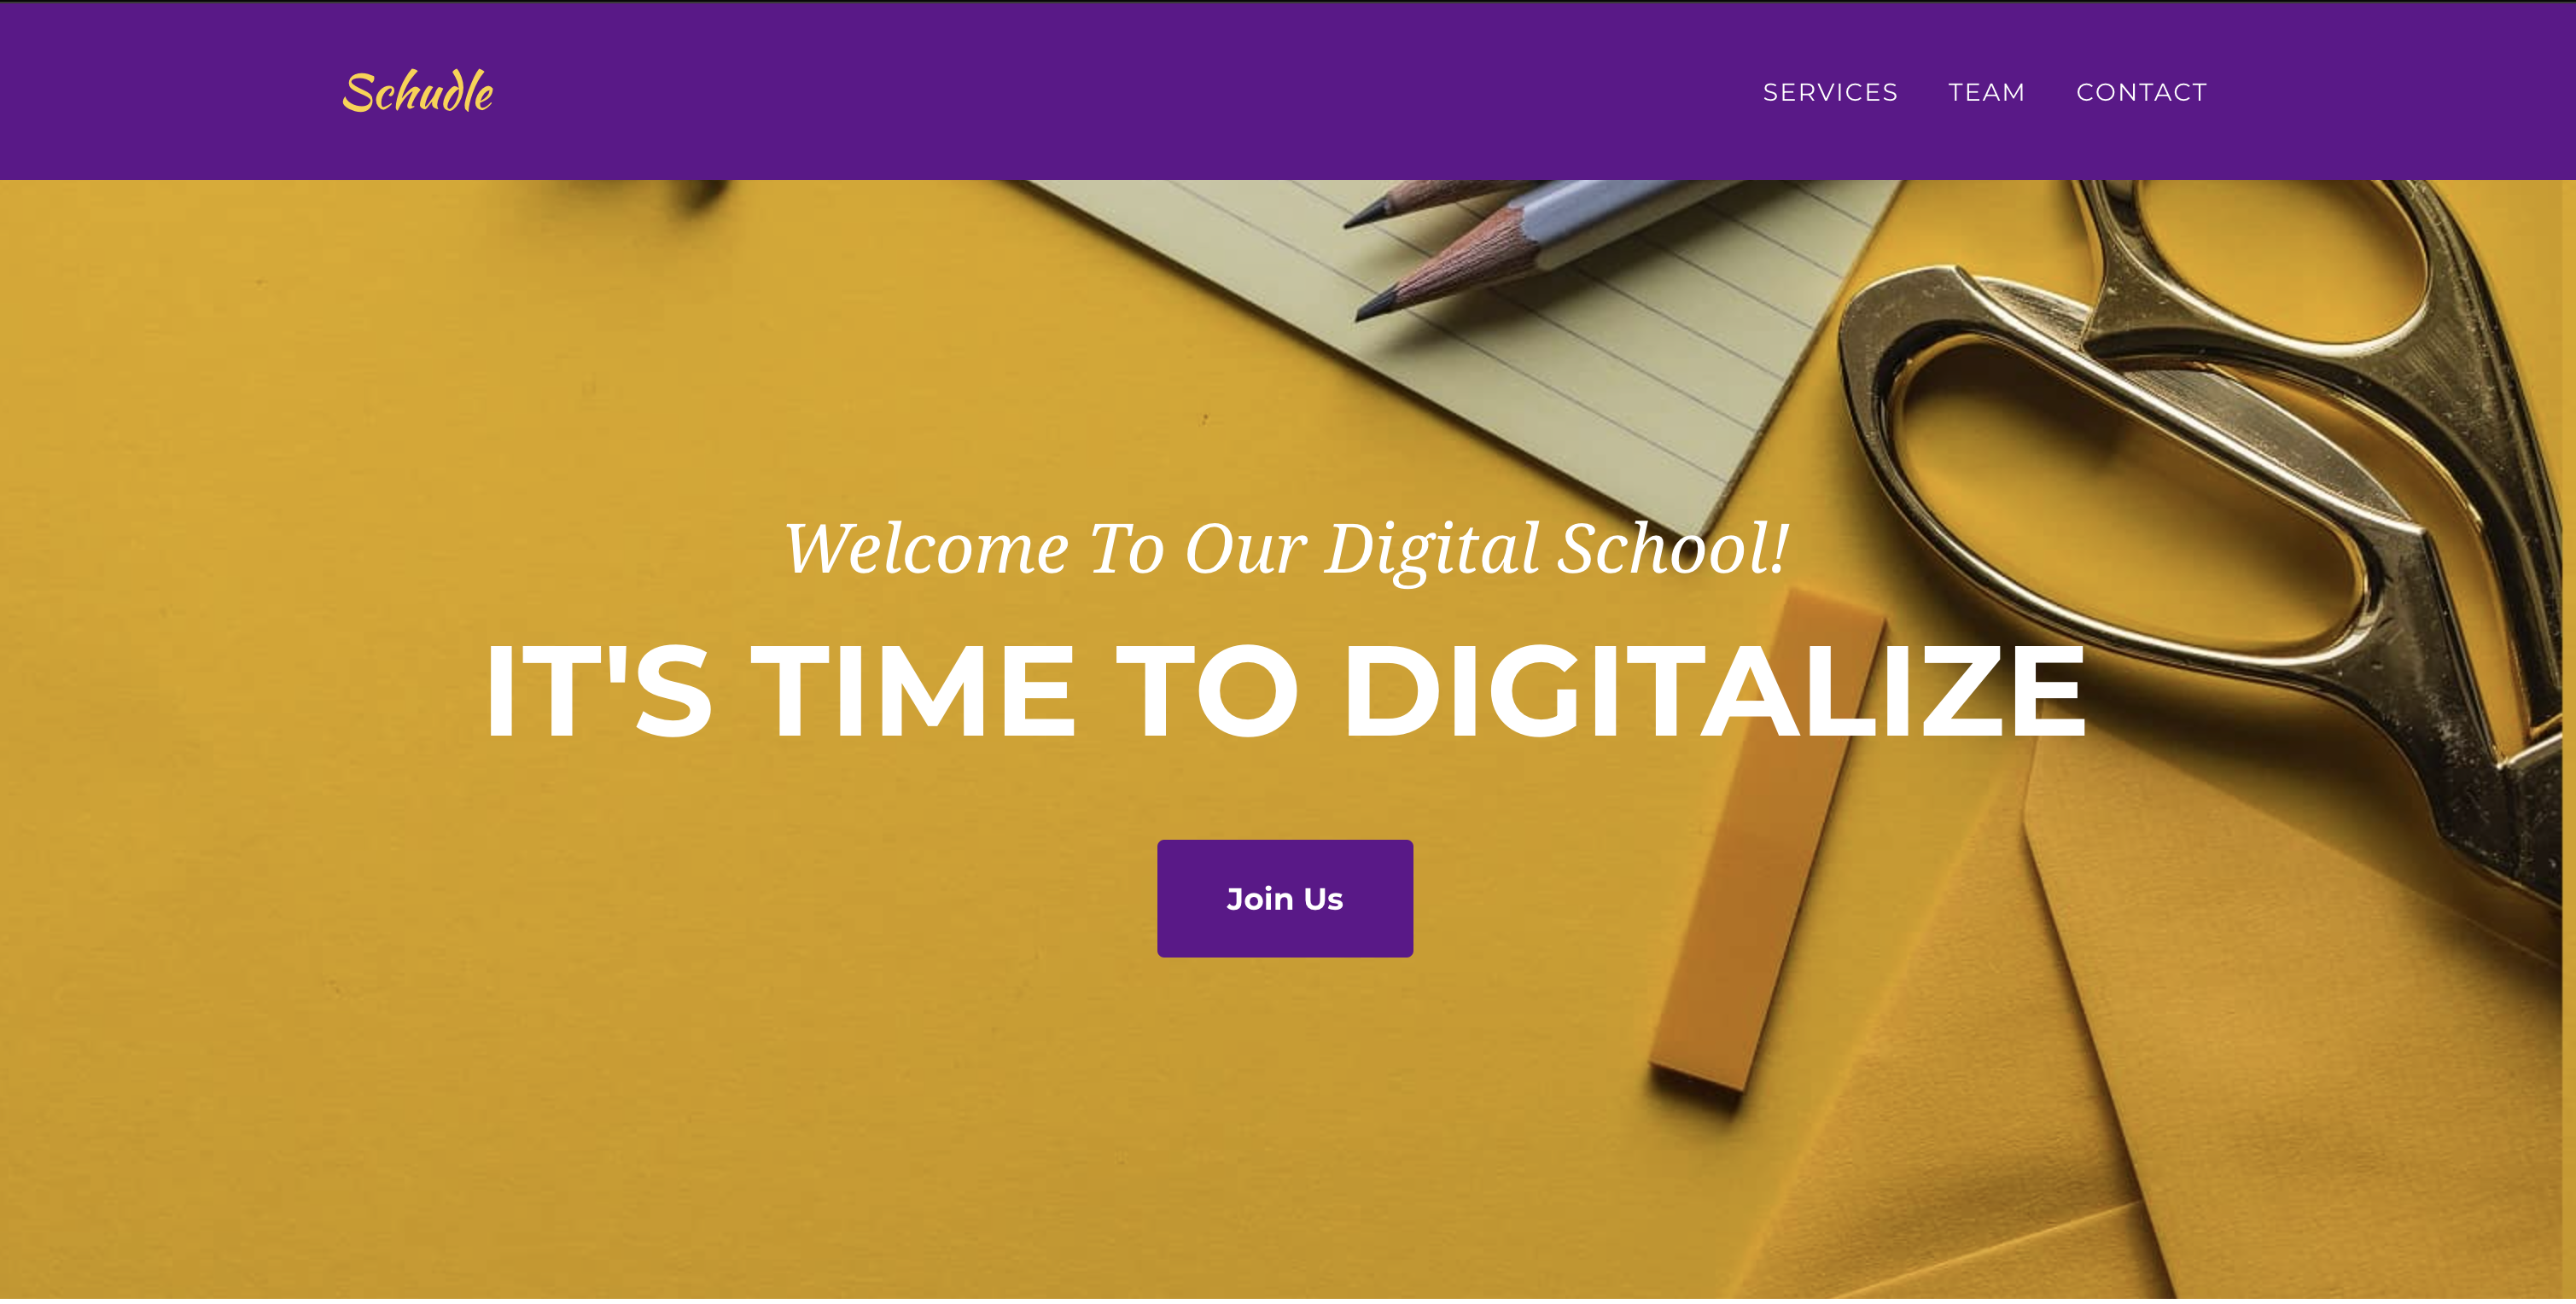 Schudle
SERVICES TEAM CONTACT
Welcome To Our Digital School!
IT'S TIME TO DIGITALIZE
Join Us